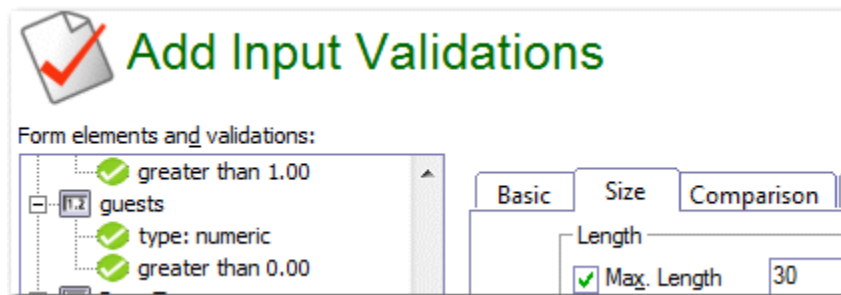 Add Input Validations
Form elements and validations:
greater than 1.00
guests
type: numeric
greater than 0.00
Basic
Size
Comparison
Length
Max. Length
30